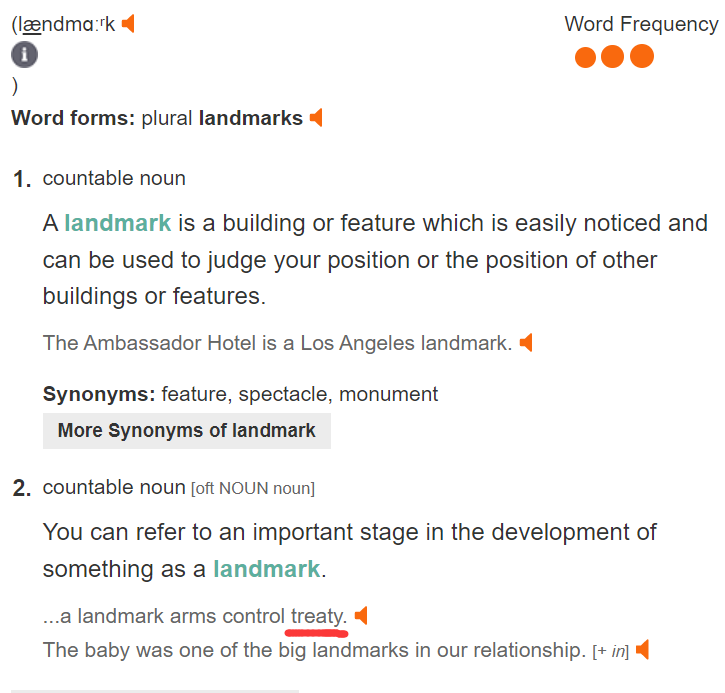 (lændmɑːʳk
Word Frequency
)
Word forms: plural landmarks
1. countable noun
A landmark is a building or feature which is easily noticed and
can be used to judge your position or the position of other
buildings or features.
The Ambassador Hotel is a Los Angeles landmark.
Synonyms: feature, spectacle, monument
More Synonyms of landmark
2. countable noun [oft NOUN noun]
You can refer to an important stage in the development of
something as a landmark.
...a landmark arms control treaty.
The baby was one of the big landmarks in our relationship. [+ in]